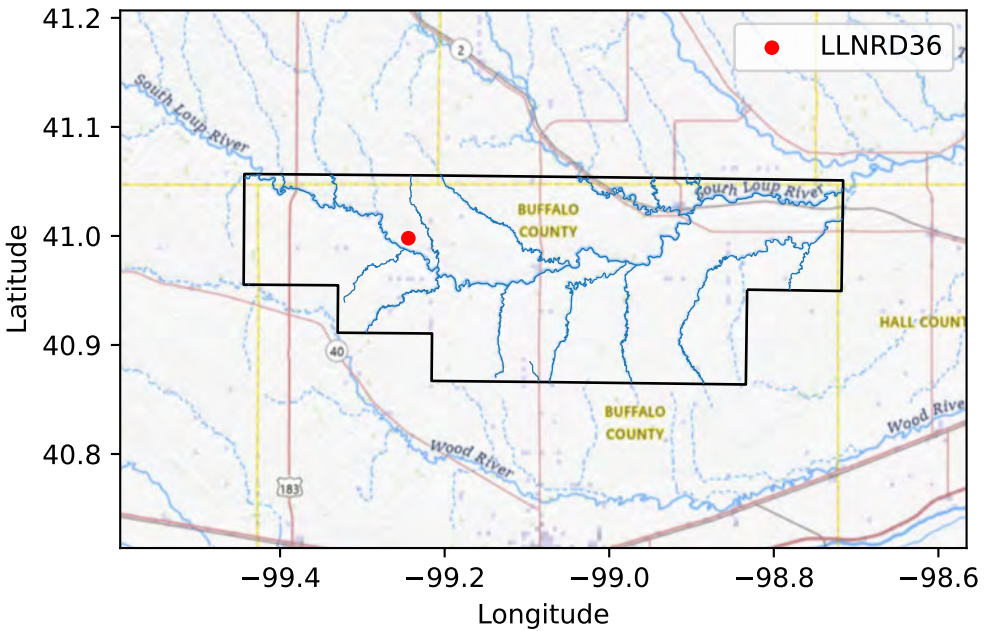 41.2
41.1
41.0
40.9
40.8
Latitude
−99.4
−99.2
−99.0
−98.8
−98.6
Longitude
LLNRD36
2
South Loup River
South Loup River
BUFFALO
COUNTY
HALL COUNT
40
BUFFALO
COUNTY
Wood River
Wood Rive
183